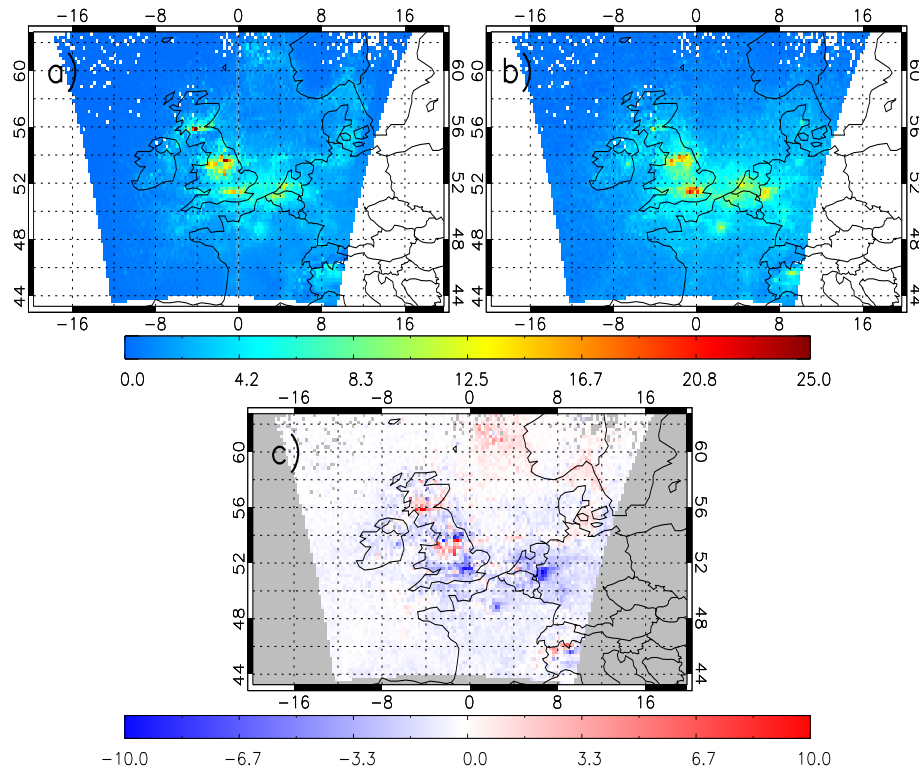 −16 −8 0 8 16 −16 −8 0 8 16
a) b)
60 60 60 60
56 56 56 56
52 52 52 52
48 48 48 48
44 44 44 44
−16 −8 0 8 16 −16 −8 0 8 16
0.0 4.2 8.3 12.5 16.7 20.8 25.0
−16 −8 0 8 16
c)
60 60
56 56
52 52
48 48
44 44
−16 −8 0 8 16
−10.0 −6.7 −3.3 0.0 3.3 6.7 10.0